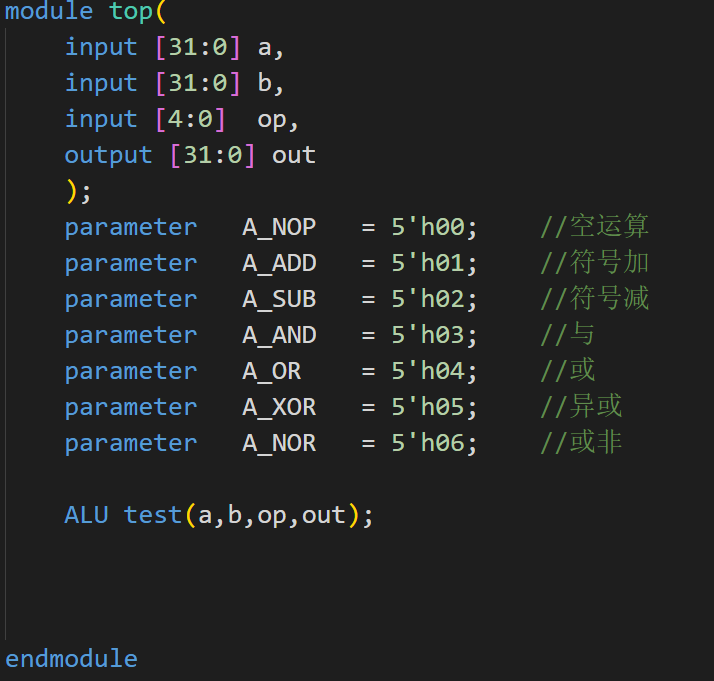 module top(
    input [31:0] a,
    input [31:0] b,
    input [4:0]  op,
    output [31:0] out
    );
    parameter   A_NOP   = 5'h00;    //空运算
    parameter   A_ADD   = 5'h01;    //符号加
    parameter   A_SUB   = 5'h02;    //符号减
    parameter   A_AND   = 5'h03;    //与
    parameter   A_OR    = 5'h04;    //或
    parameter   A_XOR   = 5'h05;    //异或
    parameter   A_NOR   = 5'h06;    //或非
    ALU test(a,b,op,out);
endmodule